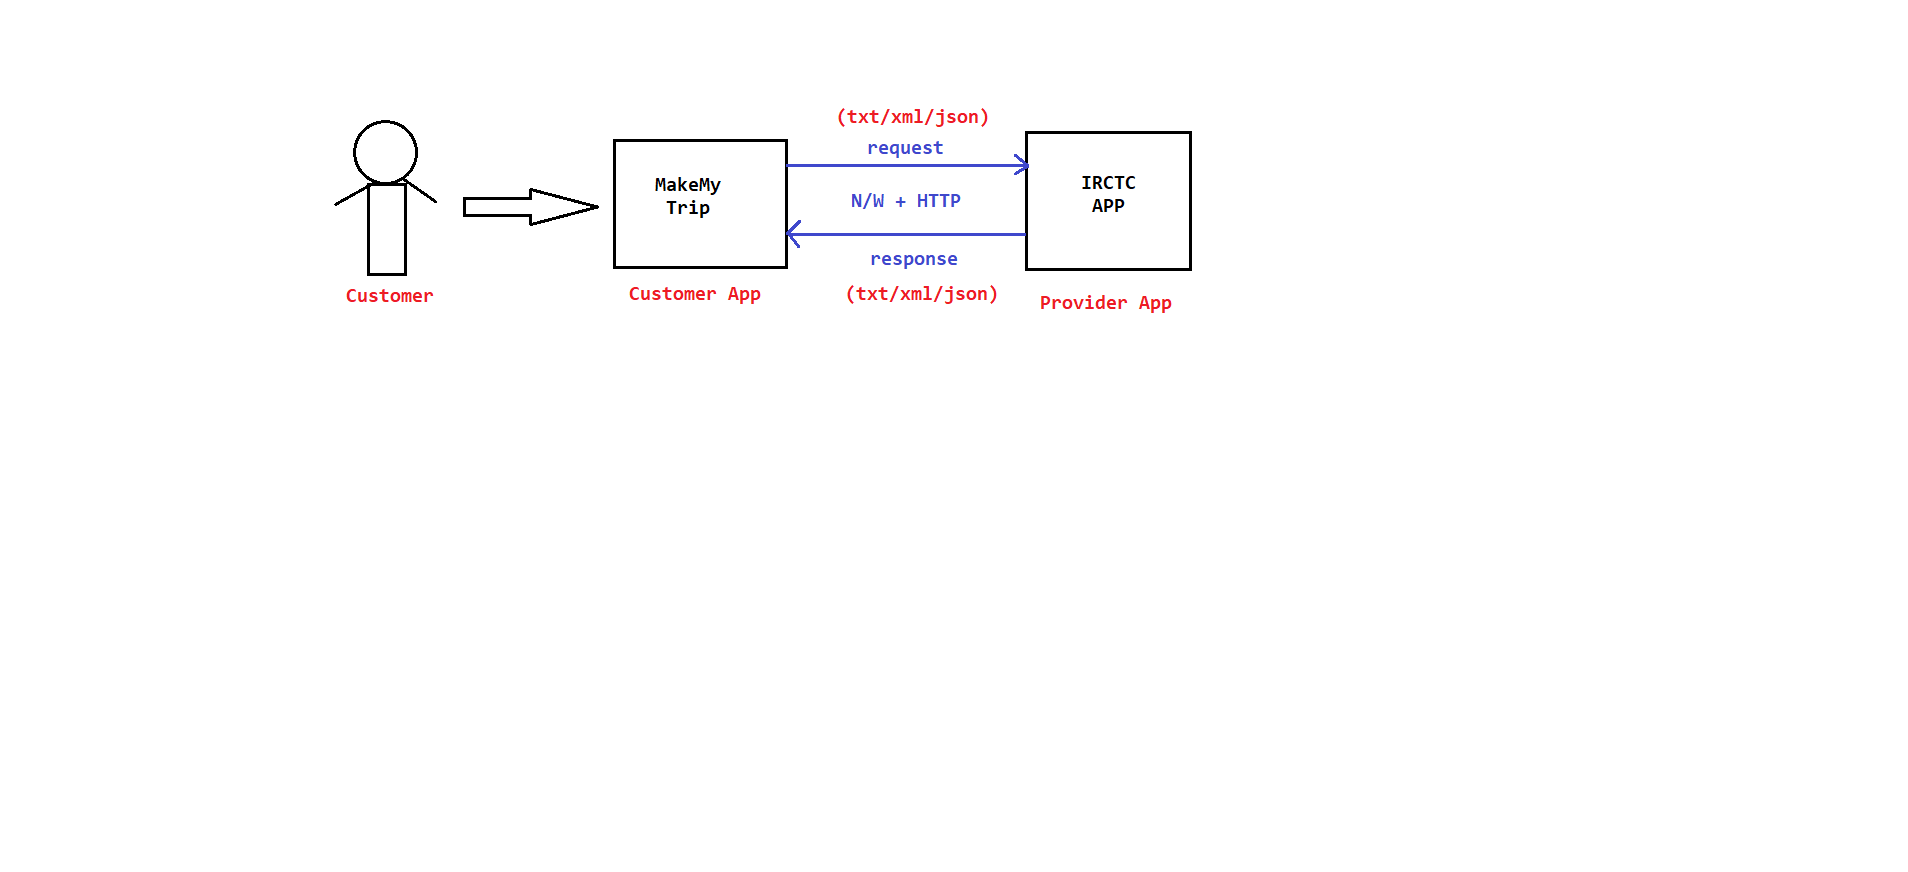 (txt/xml/json)
request
MakeMy
Trip
N/W + HTTP
IRCTC
APP
response
Customer
Customer App
(txt/xml/json)
Provider App